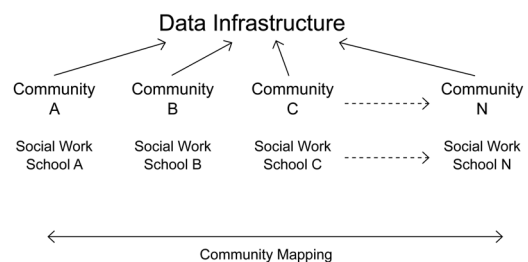 Data Infrastructure
Community Community Community Community
A B C N
Social Work Social Work Social Work Social Work
School A School B School C School N
Community Mapping